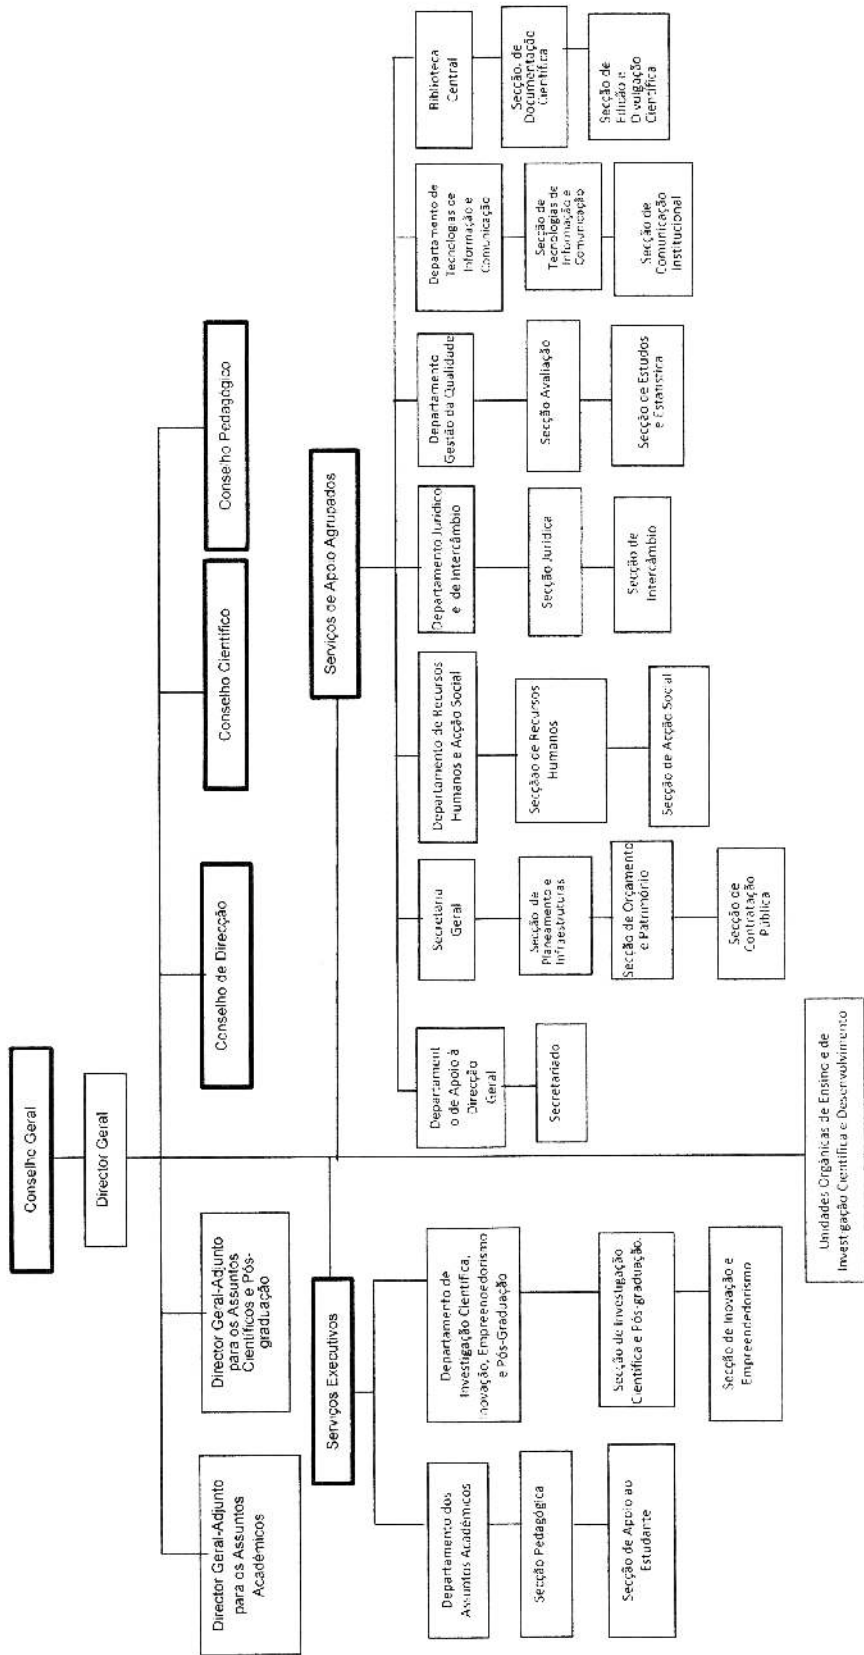 Conselho Geral
Director Geral
Director Geral-Adjunto
para os Assuntos
Académicos
Director Geral-Adjunto
para os Assuntos
Científicos e Pós-
graduação
Conselho de Direcção
Conselho Científico
Conselho Pedagógico
Serviços Executivos
Serviços de Apoio Agrupados
Departamento dos
Assuntos Académicos
Secção Pedagógica
Secção de Apoio ao
Estudante
Departamento de
Investigação Científica,
Inovação, Empreenoedorismo
e Pós-Graduação
Secção de Investigação
Científica e Pós-graduação.
Secção de Inovação e
Empreendedorismo
Departament
o de Apoio à
Direcção
Geral
Secretariado
Secretaria
Geral
Secção de
Planeamento e
Infraestruturas
Secção de Orçamento
e Património
Secção de
Contratação
Pública
Departamento de Recursos
Humanos e Acção Social
Secçãao de Recursos
Humanos
Secção de Acção Social
Departamento Jurídico
e de Intercâmbio
Secção Jurídica
Secção de
Intercâmbio
Departamento
Gestão da Qualidade
Secção Avaliação
Secção de Estudos
e Estatística
Departamento de
Tecnologias de
Informação e
Comunicação
Secção de
Tecnologias de
Informação e
Comunicação
Secção de
Comunicação
Institucional
Biblioteca
Central
Secção. de
Documentação
Científica
Secção de
Edição e
Divulgação
Científica
Unidades Orgânicas de Ensino e de
Investigação Científica e Desenvolvimento